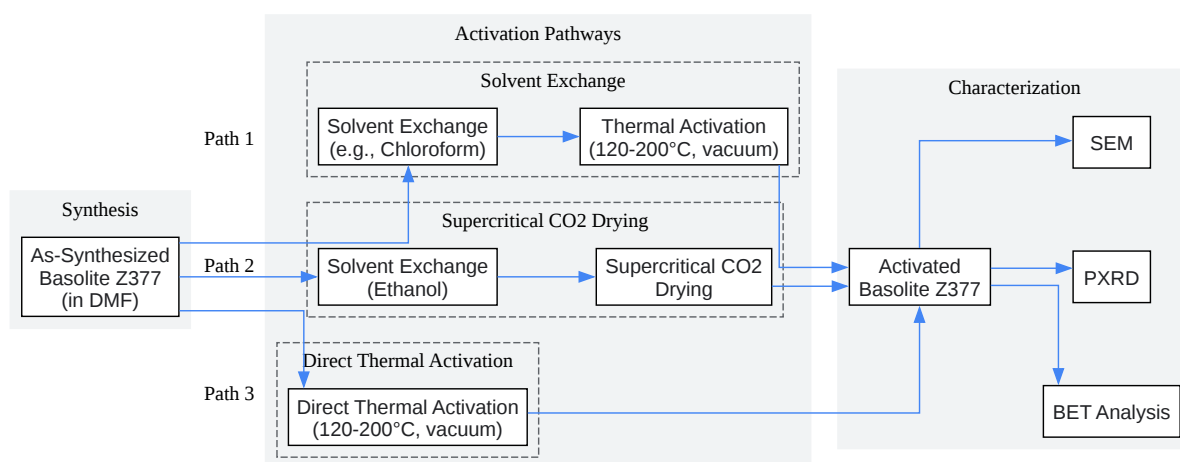 Activation Pathways
Solvent Exchange
Characterization
Path 1
Solvent Exchange
(e.g., Chloroform)
Thermal Activation
(120-200°C, vacuum)
SEM
Synthesis
Supercritical CO2 Drying
As-Synthesized
Basolite Z377
(in DMF)
Path 2
Solvent Exchange
(Ethanol)
Supercritical CO2
Drying
Activated
Basolite Z377
PXRD
Direct Thermal Activation
Path 3
Direct Thermal Activation
(120-200°C, vacuum)
BET Analysis